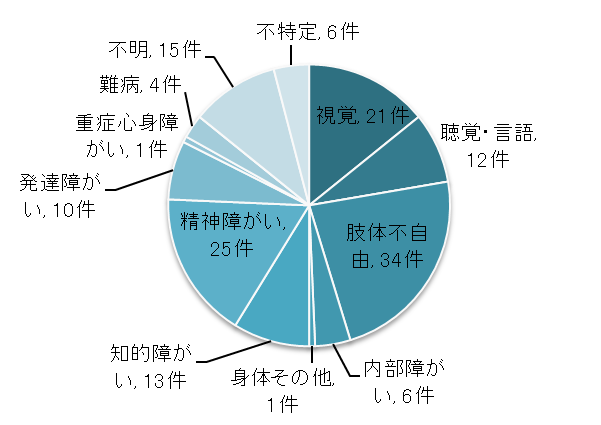 不特定, 6件
視覚, 21件
聴覚・言語,
12件
肢体不自
由, 34件
内部障が
い, 6件
身体その他,
1件
知的障が
い, 13件
精神障がい,
25件
発達障が
い, 10件
重症心身障
がい, 1件
難病, 4件
不明, 15件